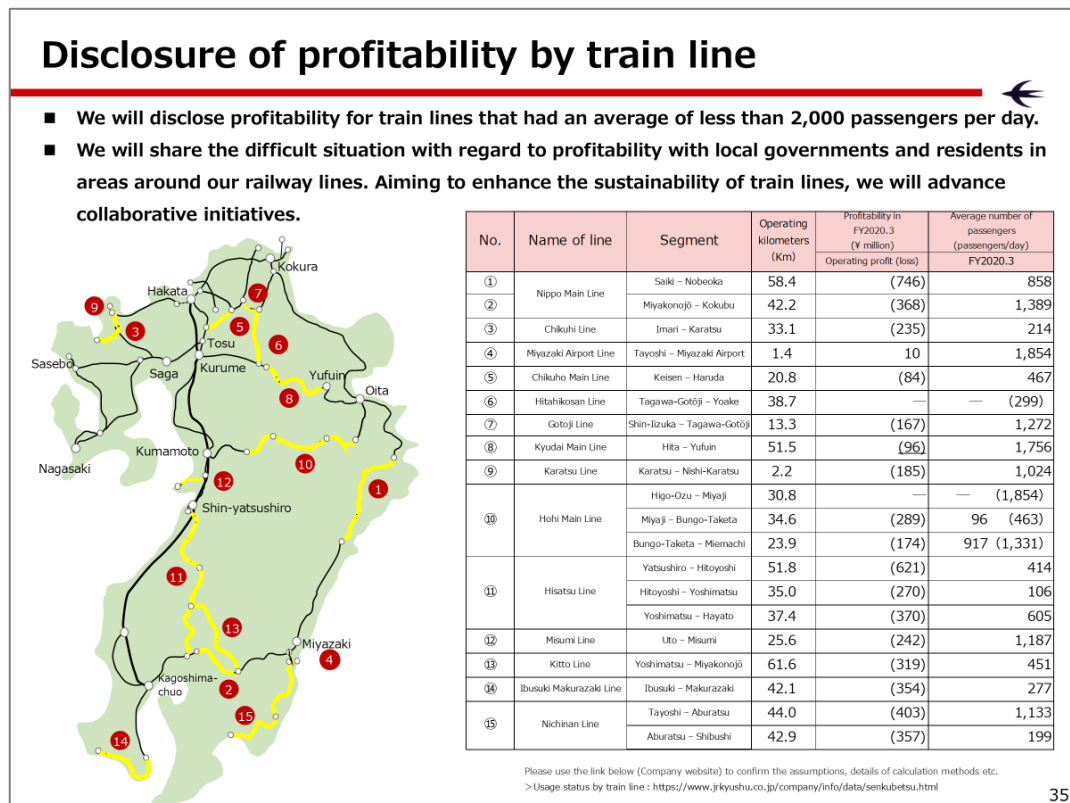 Disclosure of profitability by train line
■ We will disclose profitability for train lines that had an average of less than 2,000 passengers per day.
■ We will share the difficult situation with regard to profitability with local governments and residents in
areas around our railway lines. Aiming to enhance the sustainability of train lines, we will advance
collaborative initiatives.
Kokura
Hakata
7
9
3
5
Tosu
6
Sasebo
Saga
Kurume
Yufuin
8
Oita
Nagasaki
Kumamoto
10
12
1
Shin-yatsushiro
11
13
Miyazaki
4
Kagoshima-
chuo
2
15
14
No. Name of line Segment Operating kilometers (Km) Profitability in FY2020.3 (¥ million) Average number of passengers (passengers/day)
Operating profit (loss) FY2020.3
① Nippo Main Line Saiki – Nobeoka 58.4 (746) 858
② Miyakonojō – Kokubu 42.2 (368) 1,389
③ Chikuhi Line Imari – Karatsu 33.1 (235) 214
④ Miyazaki Airport Line Tayoshi – Miyazaki Airport 1.4 10 1,854
⑤ Chikuho Main Line Keisen – Haruda 20.8 (84) 467
⑥ Hitahikosan Line Tagawa-Gotōji – Yoake 38.7 — — (299)
⑦ Gotoji Line Shin-Iizuka – Tagawa-Gotōji 13.3 (167) 1,272
⑧ Kyudai Main Line Hita – Yufuin 51.5 (96) 1,756
⑨ Karatsu Line Karatsu – Nishi-Karatsu 2.2 (185) 1,024
⑩ Hohi Main Line Higo-Ozu – Miyaji 30.8 — — (1,854)
Miyaji – Bungo-Taketa 34.6 (289) 96 (463)
Bungo-Taketa – Miemachi 23.9 (174) 917 (1,331)
⑪ Hisatsu Line Yatsushiro – Hitoyoshi 51.8 (621) 414
Hitoyoshi – Yoshimatsu 35.0 (270) 106
Yoshimatsu – Hayato 37.4 (370) 605
⑫ Misumi Line Uto – Misumi 25.6 (242) 1,187
⑬ Kitto Line Yoshimatsu – Miyakonojō 61.6 (319) 451
⑭ Ibusuki Makurazaki Line Ibusuki – Makurazaki 42.1 (354) 277
⑮ Nichinan Line Tayoshi – Aburatsu 44.0 (403) 1,133
Aburatsu – Shibushi 42.9 (357) 199
Please use the link below (Company website) to confirm the assumptions, details of calculation methods etc.
＞Usage status by train line : https://www.jrkyushu.co.jp/company/info/data/senkubetsu.html
35